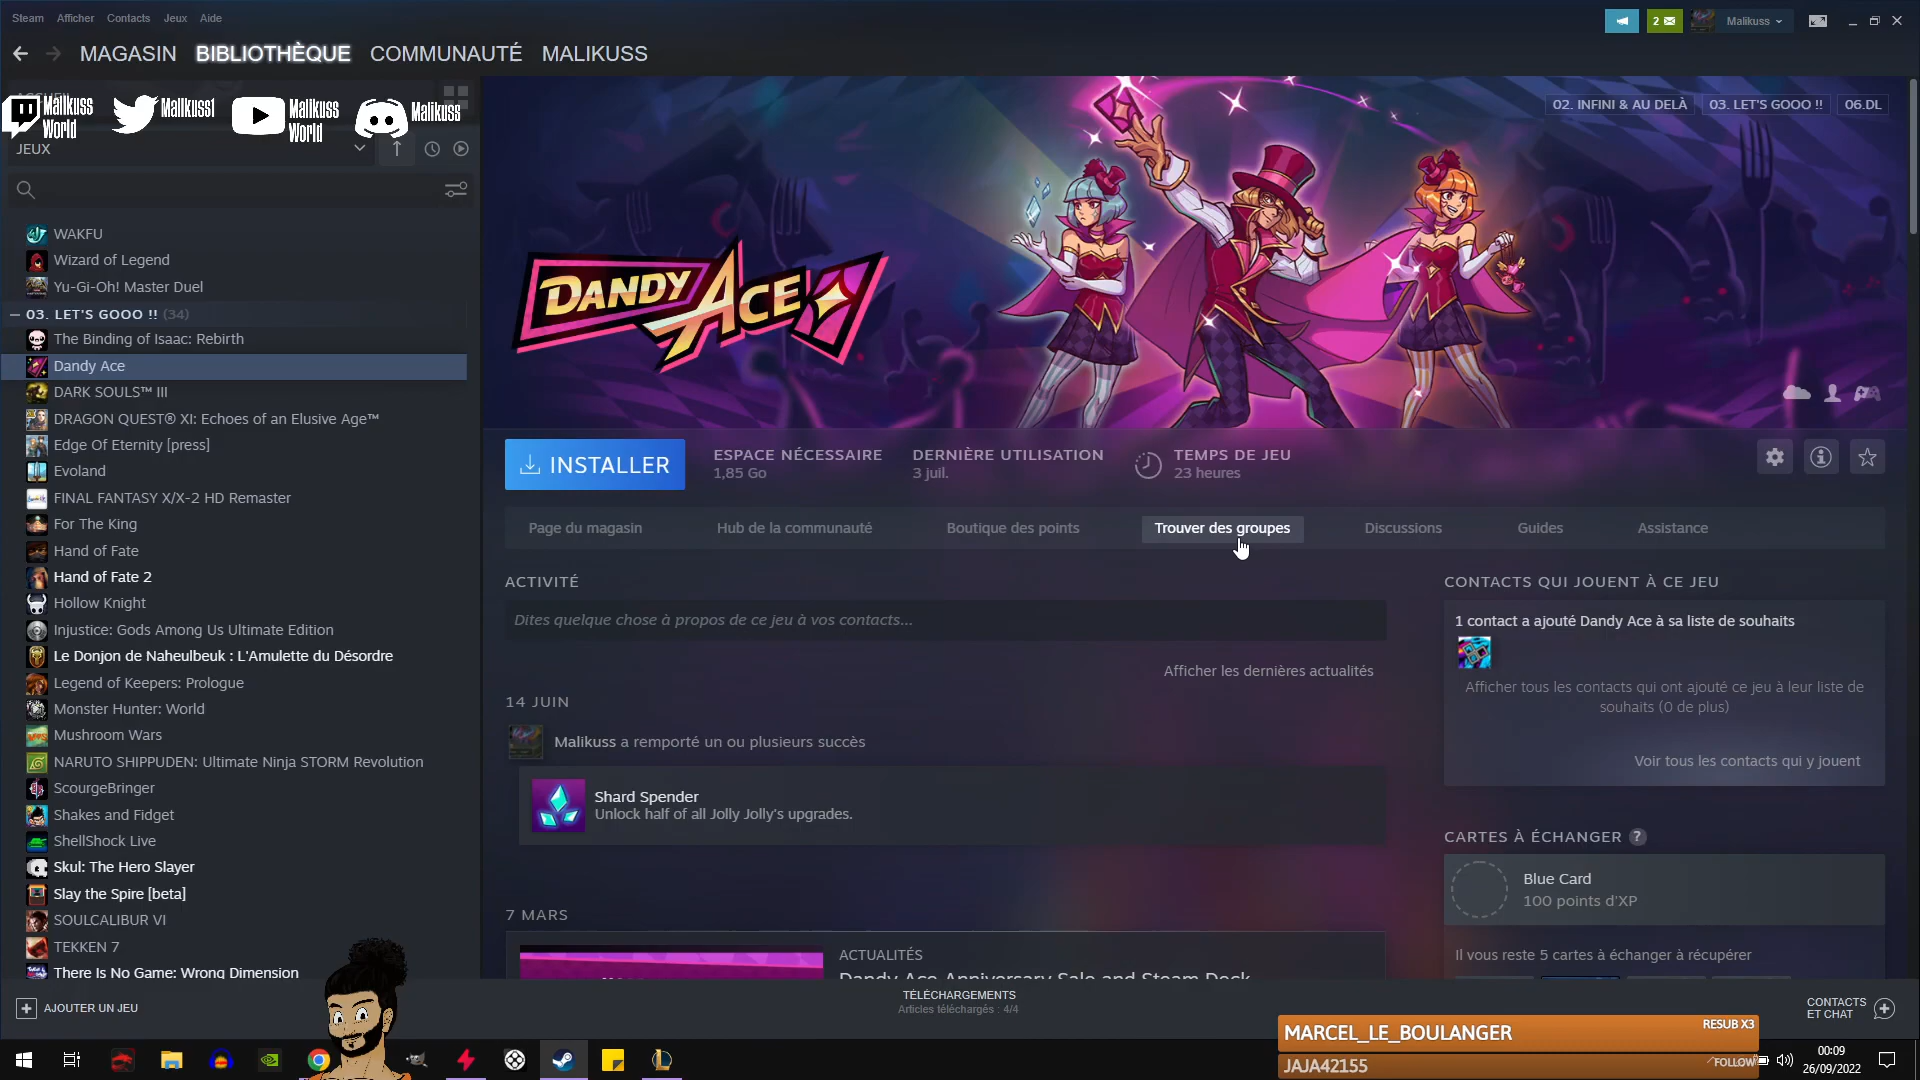 Steam Afficher Contacts Jeux Aide
2
Malikuss
MAGASIN BIBLIOTHÈQUE COMMUNAUTÉ MALIKUSS
Malikuss World
Malikuss1
Malikuss World
Malikuss
JEUX
02. INFINI & AU DELÀ
03. LET'S GOOO !!
06.DL
DANDY ACE
WAKFU
Wizard of Legend
Yu-Gi-Oh! Master Duel
03. LET'S GOOO !! (34)
The Binding of Isaac: Rebirth
Dandy Ace
DARK SOULS™ III
DRAGON QUEST® XI: Echoes of an Elusive Age™
Edge Of Eternity [press]
Evoland
FINAL FANTASY X/X-2 HD Remaster
For The King
Hand of Fate
Hand of Fate 2
Hollow Knight
Injustice: Gods Among Us Ultimate Edition
Le Donjon de Naheulbeuk : L'Amulette du Désordre
Legend of Keepers: Prologue
Monster Hunter: World
Mushroom Wars
NARUTO SHIPPUDEN: Ultimate Ninja STORM Revolution
ScourgeBringer
Shakes and Fidget
ShellShock Live
Skul: The Hero Slayer
Slay the Spire [beta]
SOULCALIBUR VI
TEKKEN 7
There Is No Game: Wrong Dimension
AJOUTER UN JEU
INSTALLER
ESPACE NÉCESSAIRE
1,85 Go
DERNIÈRE UTILISATION
3 juil.
TEMPS DE JEU
23 heures
Page du magasin Hub de la communauté Boutique des points Trouver des groupes Discussions Guides Assistance
ACTIVITÉ
Dites quelque chose à propos de ce jeu à vos contacts...
Afficher les dernières actualités
14 JUIN
Malikuss a remporté un ou plusieurs succès
Shard Spender
Unlock half of all Jolly Jolly's upgrades.
7 MARS
ACTUALITÉS
Dandy Ace Anniversary Sale and Steam Deck
CONTACTS QUI JOUENT À CE JEU
1 contact a ajouté Dandy Ace à sa liste de souhaits
Afficher tous les contacts qui ont ajouté ce jeu à leur liste de
souhaits (0 de plus)
Voir tous les contacts qui y jouent
CARTES À ÉCHANGER ?
Blue Card
100 points d'XP
Il vous reste 5 cartes à échanger à récupérer
TÉLÉCHARGEMENTS
Articles téléchargés : 4/4
CONTACTS
ET CHAT
MARCEL_LE_BOULANGER
RESUB X3
JAJA42155
FOLLOW
00:09
26/09/2022